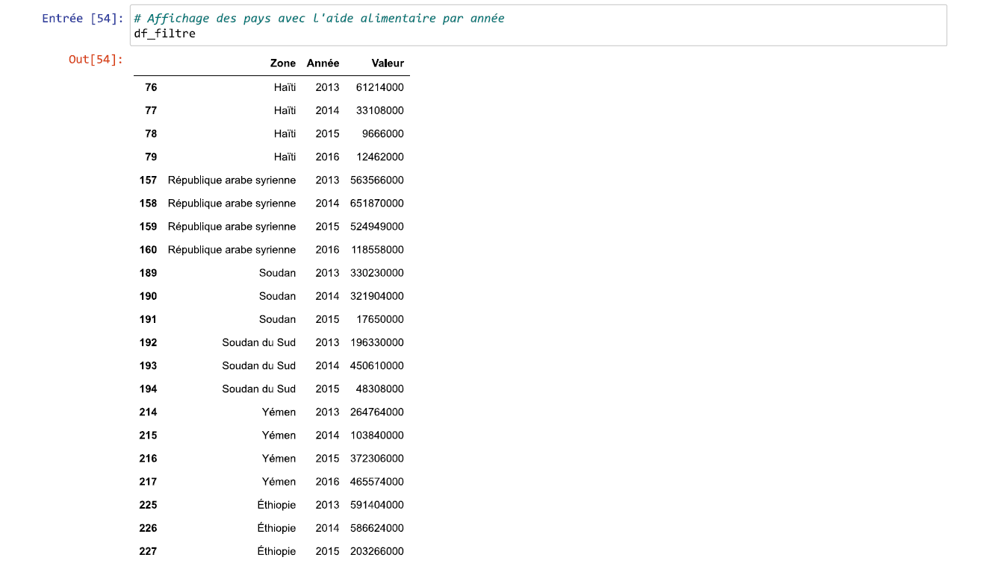 Entrée [54]: # Affichage des pays avec l'aide alimentaire par année
df_filtre
Out[54]:
Zone Année Valeur
76 Haïti 2013 61214000
77 Haïti 2014 33108000
78 Haïti 2015 9666000
79 Haïti 2016 12462000
157 République arabe syrienne 2013 563566000
158 République arabe syrienne 2014 651870000
159 République arabe syrienne 2015 524949000
160 République arabe syrienne 2016 118558000
189 Soudan 2013 330230000
190 Soudan 2014 321904000
191 Soudan 2015 17650000
192 Soudan du Sud 2013 196330000
193 Soudan du Sud 2014 450610000
194 Soudan du Sud 2015 48308000
214 Yémen 2013 264764000
215 Yémen 2014 103840000
216 Yémen 2015 372306000
217 Yémen 2016 465574000
225 Éthiopie 2013 591404000
226 Éthiopie 2014 586624000
227 Éthiopie 2015 203266000